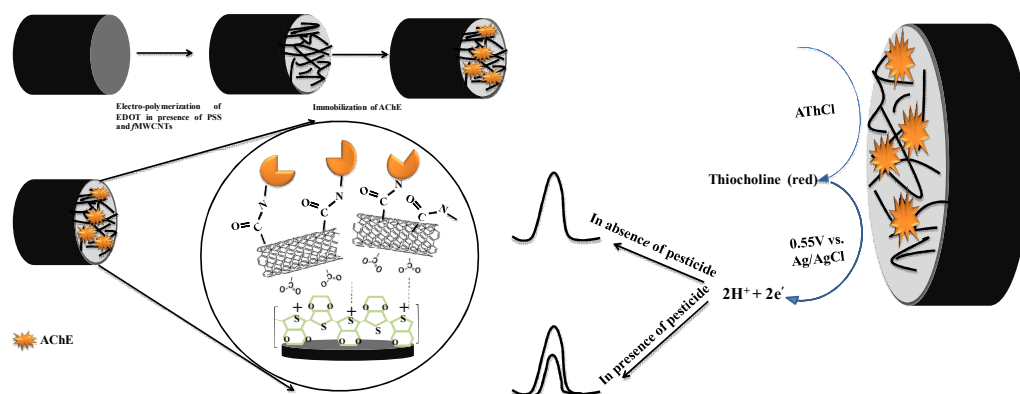 Electro-polymerization of
EDOT in presence of PSS
and fMWCNTs
Immobilization of AChE
AChE
O=C-N-
O=C-N
O=C-N
O=C-N-
O C O
O C O
O C O
O C O
+ + +
O O O O
S S S S S
O O O O O O
AThCl
Thiocholine (red)
0.55V vs.
Ag/AgCl
2H⁺ + 2e′
In absence of pesticide
In presence of pesticide